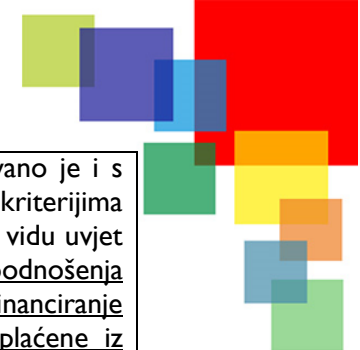 vano je i s
kriterijima
vidu uvjet
podnošenja
financiranje
plaćene iz